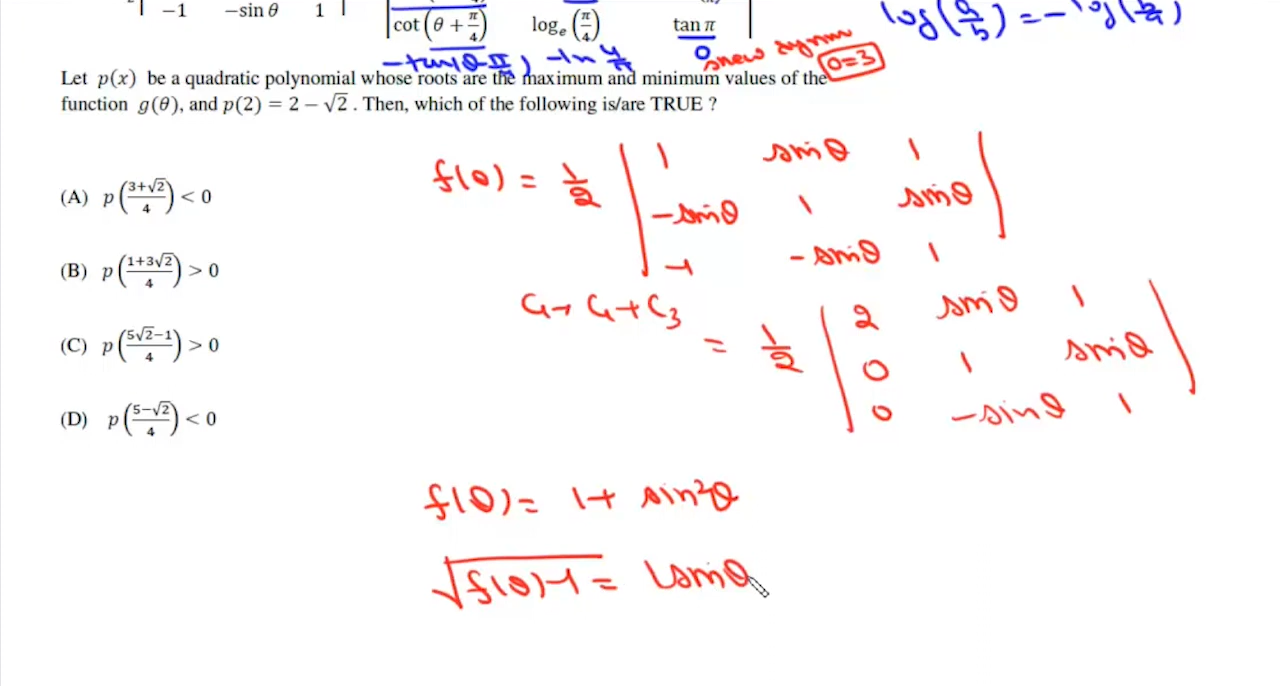 −1 −sin θ 1
cot(θ + π/4) logₑ(π/4) tan π
log(a/b) = −log(b/a)
−tan(θ−π/4) −ln 4/π 0
skew symm
0=3
Let p(x) be a quadratic polynomial whose roots are the maximum and minimum values of the
function g(θ), and p(2) = 2 − √2 . Then, which of the following is/are TRUE ?
(A) p((3+√2)/4) < 0
(B) p((1+3√2)/4) > 0
(C) p((5√2−1)/4) > 0
(D) p((5−√2)/4) < 0
f(θ) = 1/2 | 1 sinθ 1
−sinθ 1 sinθ
−1 −sinθ 1 |
C₁→ C₁+C₃
= 1/2 | 2 sinθ 1
0 1 sinθ
0 −sinθ 1 |
f(θ) = 1+ sin²θ
√f(θ)−1 = |sinθ